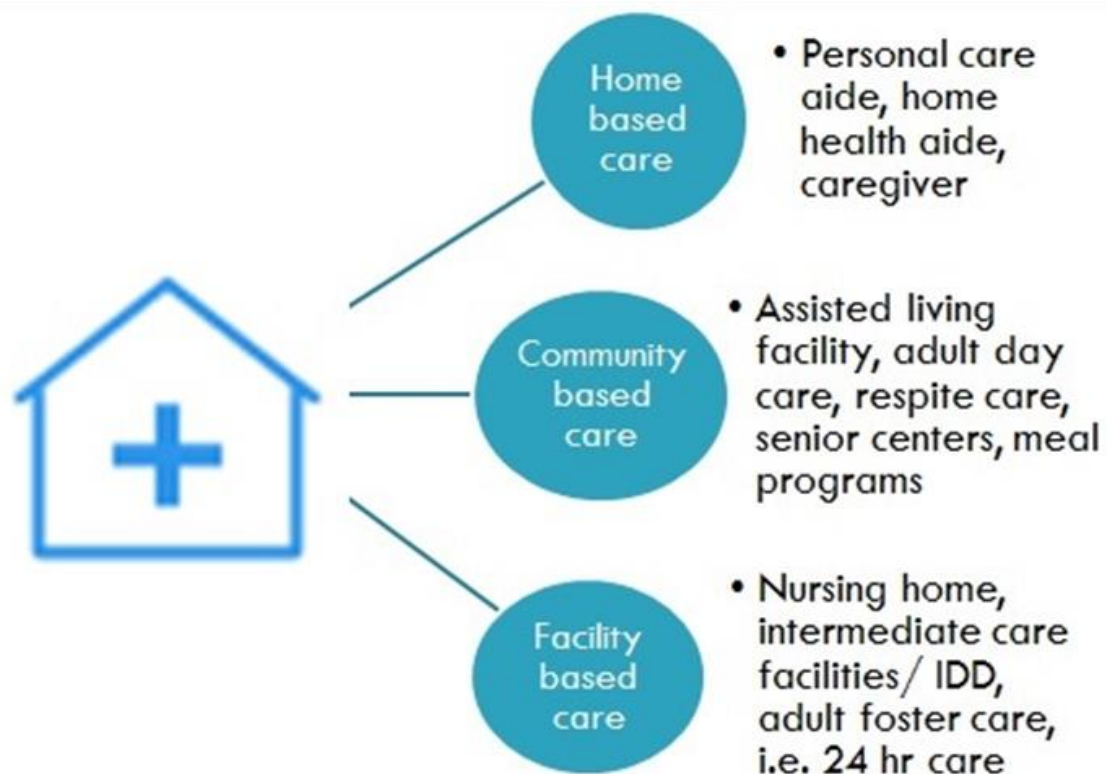 Home
based
care
• Personal care
aide, home
health aide,
caregiver
Community
based
care
• Assisted living
facility, adult day
care, respite care,
senior centers, meal
programs
Facility
based
care
• Nursing home,
intermediate care
facilities/ IDD,
adult foster care,
i.e. 24 hr care